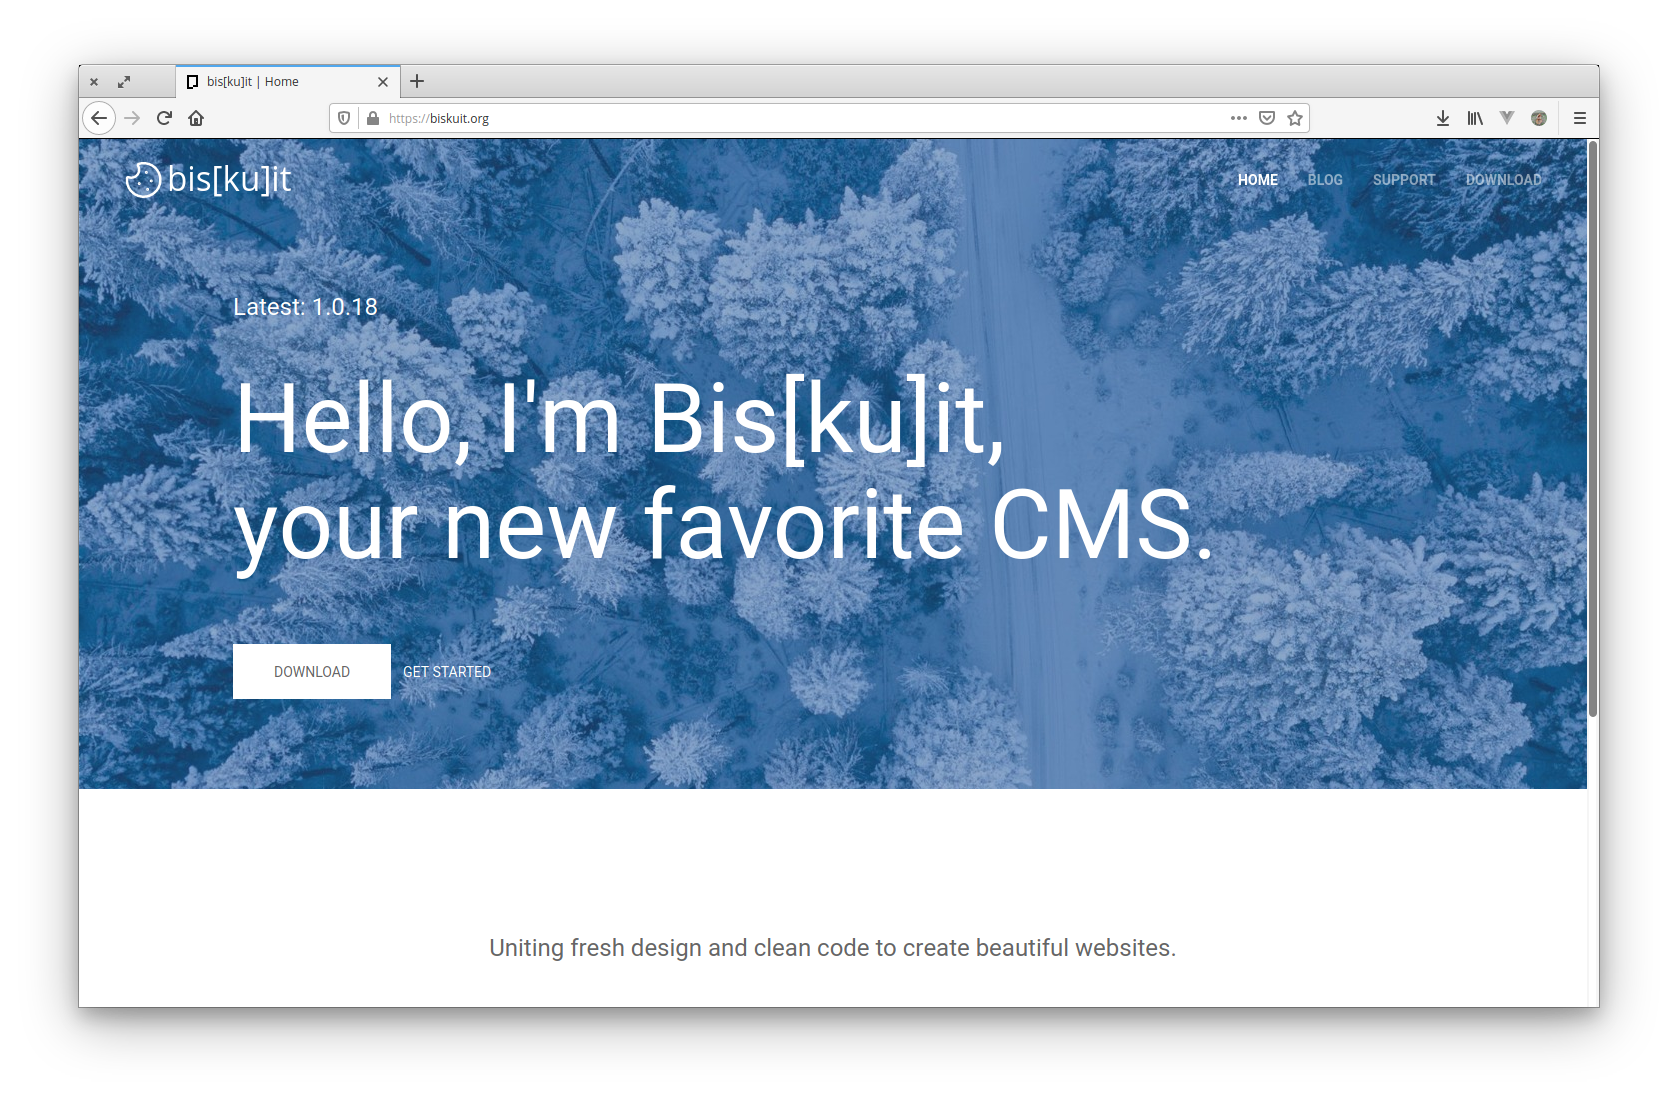 bis[ku]it | Home
https://biskuit.org
bis[ku]it
HOME BLOG SUPPORT DOWNLOAD
Latest: 1.0.18
Hello, I'm Bis[ku]it,
your new favorite CMS.
DOWNLOAD GET STARTED
Uniting fresh design and clean code to create beautiful websites.